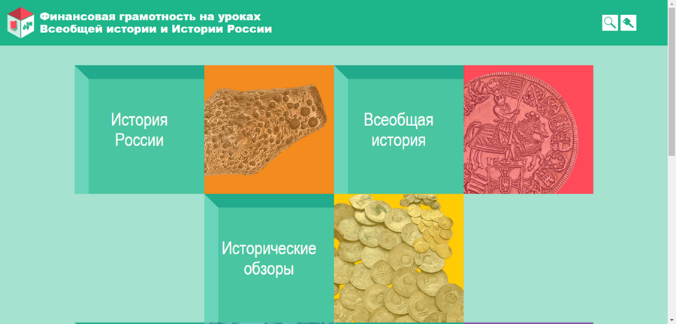 Финансовая грамотность на уроках
Всеобщей истории и Истории России
История
России
Всеобщая
история
Исторические
обзоры